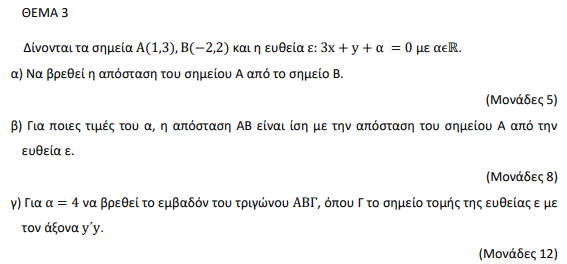 ΘΕΜΑ 3
Δίνονται τα σημεία Α(1,3), Β(−2,2) και η ευθεία ε: 3x + y + α = 0 με αϵℝ.
α) Να βρεθεί η απόσταση του σημείου Α από το σημείο Β.
(Μονάδες 5)
β) Για ποιες τιμές του α, η απόσταση ΑΒ είναι ίση με την απόσταση του σημείου Α από την
ευθεία ε.
(Μονάδες 8)
γ) Για α = 4 να βρεθεί το εμβαδόν του τριγώνου ΑΒΓ, όπου Γ το σημείο τομής της ευθείας ε με
τον άξονα y′y.
(Μονάδες 12)